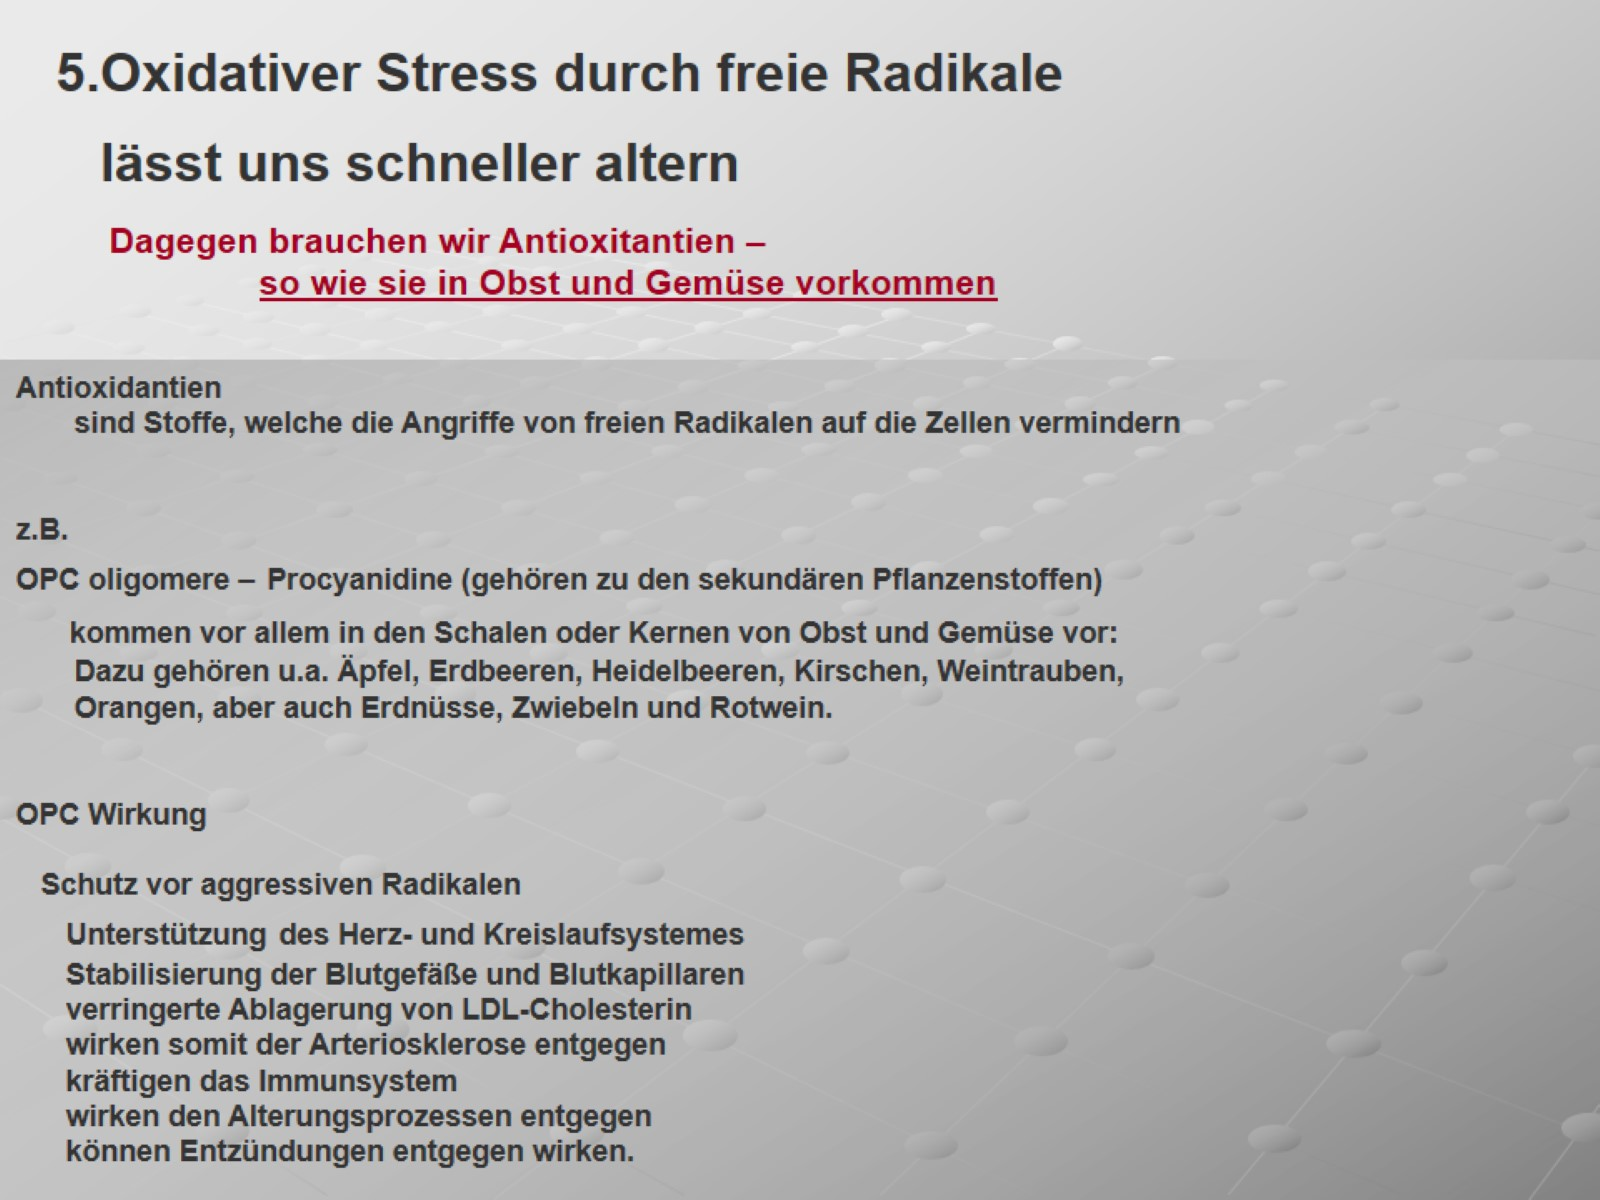 5.Oxidativer Stress durch freie Radikale
lässt uns schneller altern
Dagegen brauchen wir Antioxitantien –
so wie sie in Obst und Gemüse vorkommen
Antioxidantien
sind Stoffe, welche die Angriffe von freien Radikalen auf die Zellen vermindern
z.B.
OPC oligomere – Procyanidine (gehören zu den sekundären Pflanzenstoffen)
kommen vor allem in den Schalen oder Kernen von Obst und Gemüse vor:
Dazu gehören u.a. Äpfel, Erdbeeren, Heidelbeeren, Kirschen, Weintrauben,
Orangen, aber auch Erdnüsse, Zwiebeln und Rotwein.
OPC Wirkung
Schutz vor aggressiven Radikalen
Unterstützung des Herz- und Kreislaufsystemes
Stabilisierung der Blutgefäße und Blutkapillaren
verringerte Ablagerung von LDL-Cholesterin
wirken somit der Arteriosklerose entgegen
kräftigen das Immunsystem
wirken den Alterungsprozessen entgegen
können Entzündungen entgegen wirken.